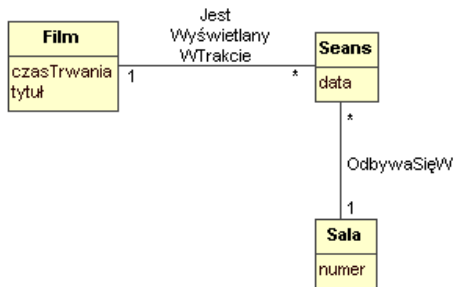 Jest
Wyświetlany
WTrakcie
Film
czasTrwania
tytuł
1
*
Seans
data
*
OdbywaSięW
1
Sala
numer